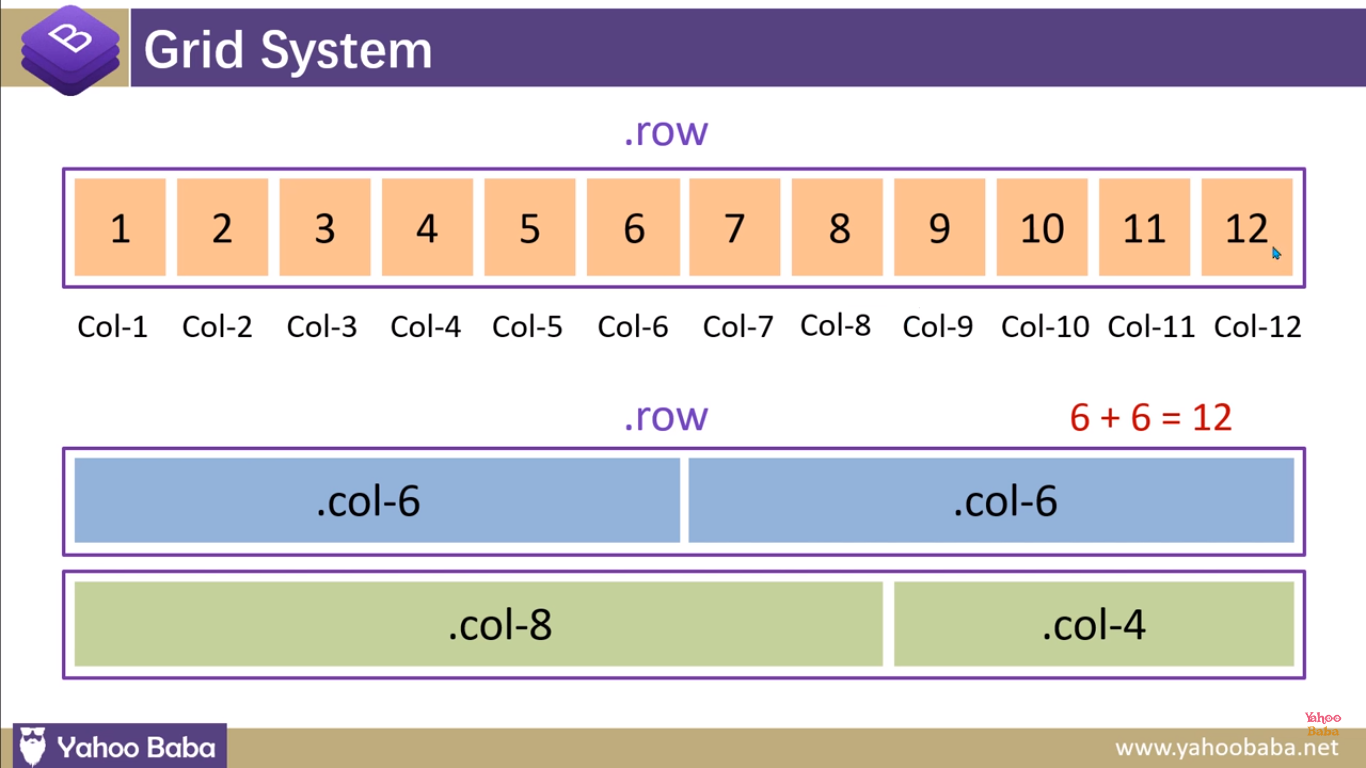 B
Grid System
.row
1 2 3 4 5 6 7 8 9 10 11 12
Col-1 Col-2 Col-3 Col-4 Col-5 Col-6 Col-7 Col-8 Col-9 Col-10 Col-11 Col-12
.row 6 + 6 = 12
.col-6 .col-6
.col-8 .col-4
Yahoo
Baba
Yahoo Baba www.yahoobaba.net